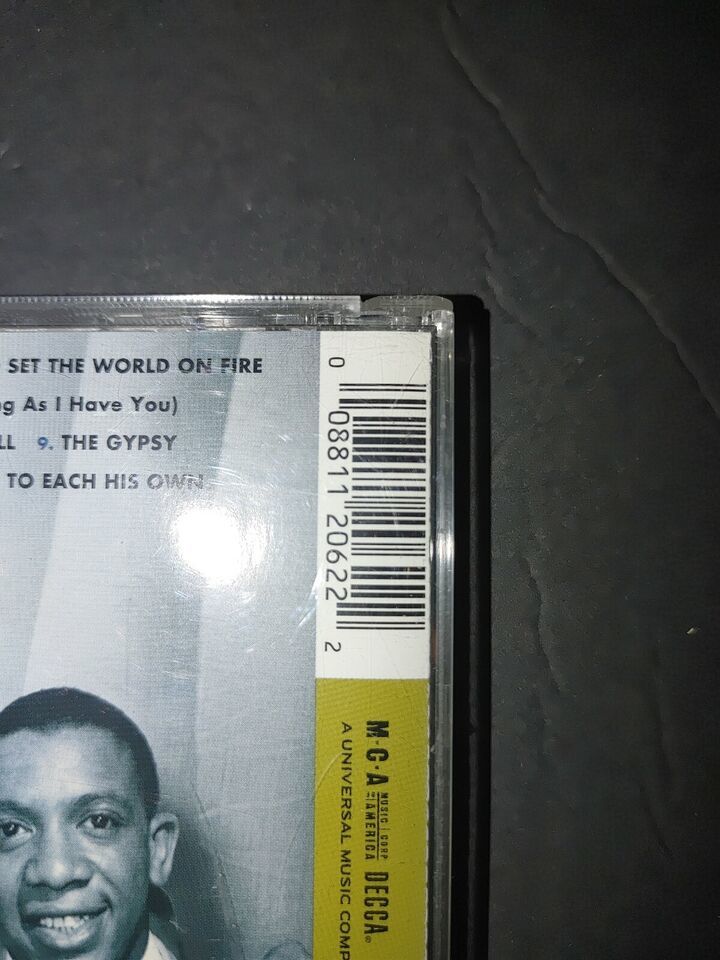 SET THE WORLD ON FIRE
g As I Have You)
LL 9. THE GYPSY
TO EACH HIS OWN
0 08811 20622 2
M·C·A MUSIC CORP OF AMERICA DECCA®
A UNIVERSAL MUSIC COMP